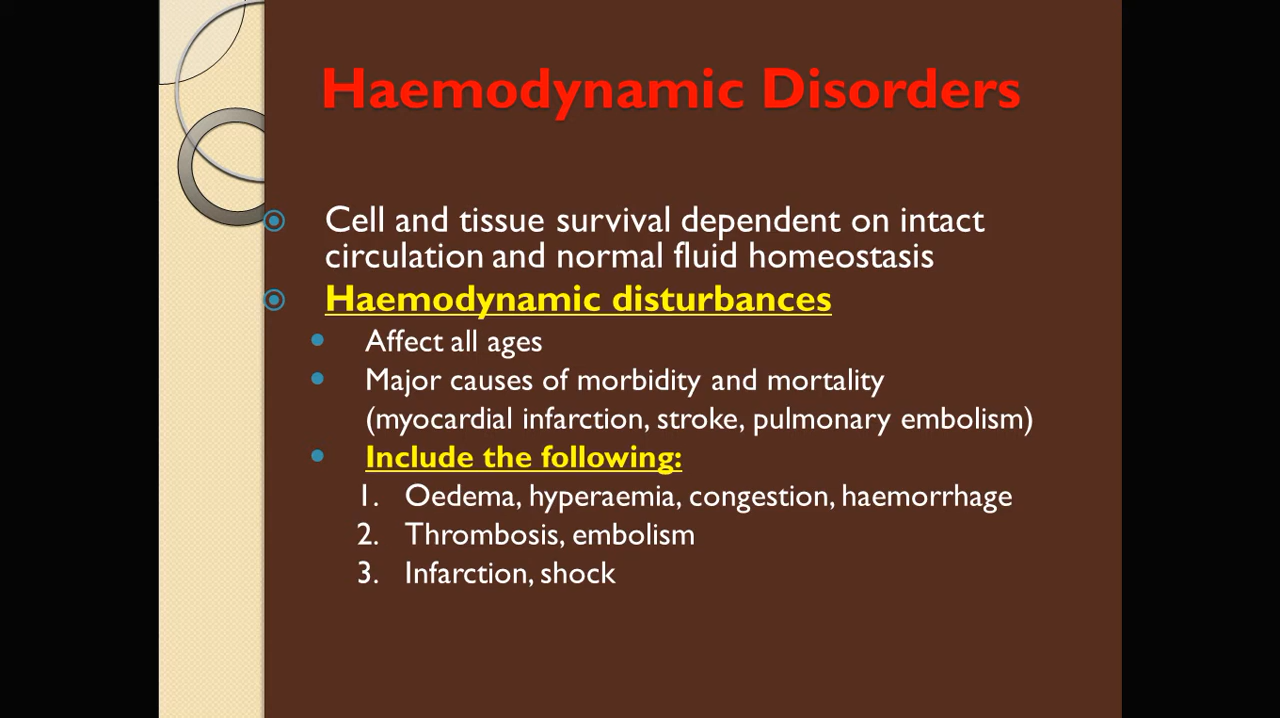 Haemodynamic Disorders
Cell and tissue survival dependent on intact
circulation and normal fluid homeostasis
Haemodynamic disturbances
Affect all ages
Major causes of morbidity and mortality
(myocardial infarction, stroke, pulmonary embolism)
Include the following:
1. Oedema, hyperaemia, congestion, haemorrhage
2. Thrombosis, embolism
3. Infarction, shock